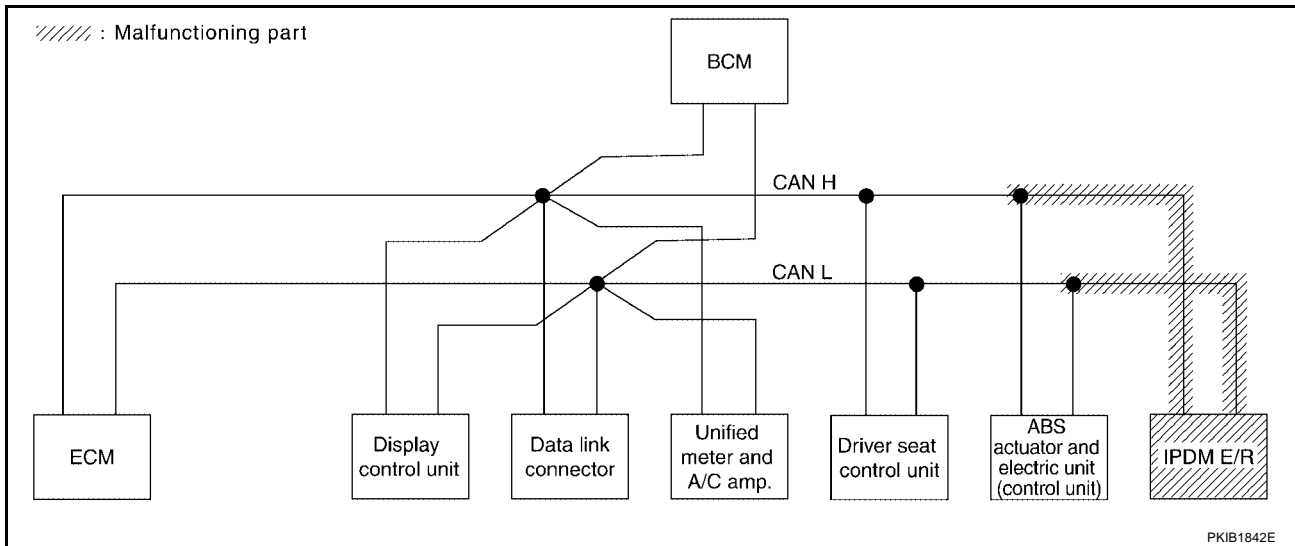 : Malfunctioning part
BCM
CAN H
CAN L
ECM
Display
control unit
Data link
connector
Unified
meter and
A/C amp.
Driver seat
control unit
ABS
actuator and
electric unit
(control unit)
IPDM E/R
PKIB1842E